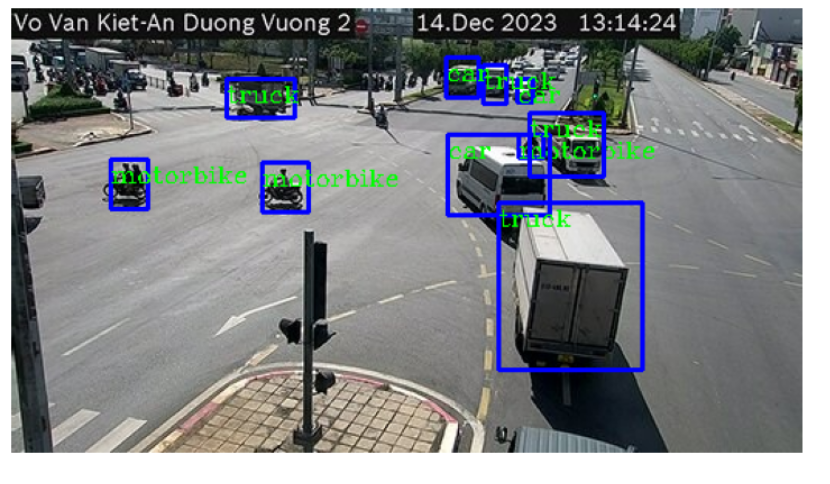 Vo Van Kiet-An Duong Vuong 2 14.Dec 2023 13:14:24
car
truck
car
truck
truck
car
motorbike
motorbike
motorbike
truck